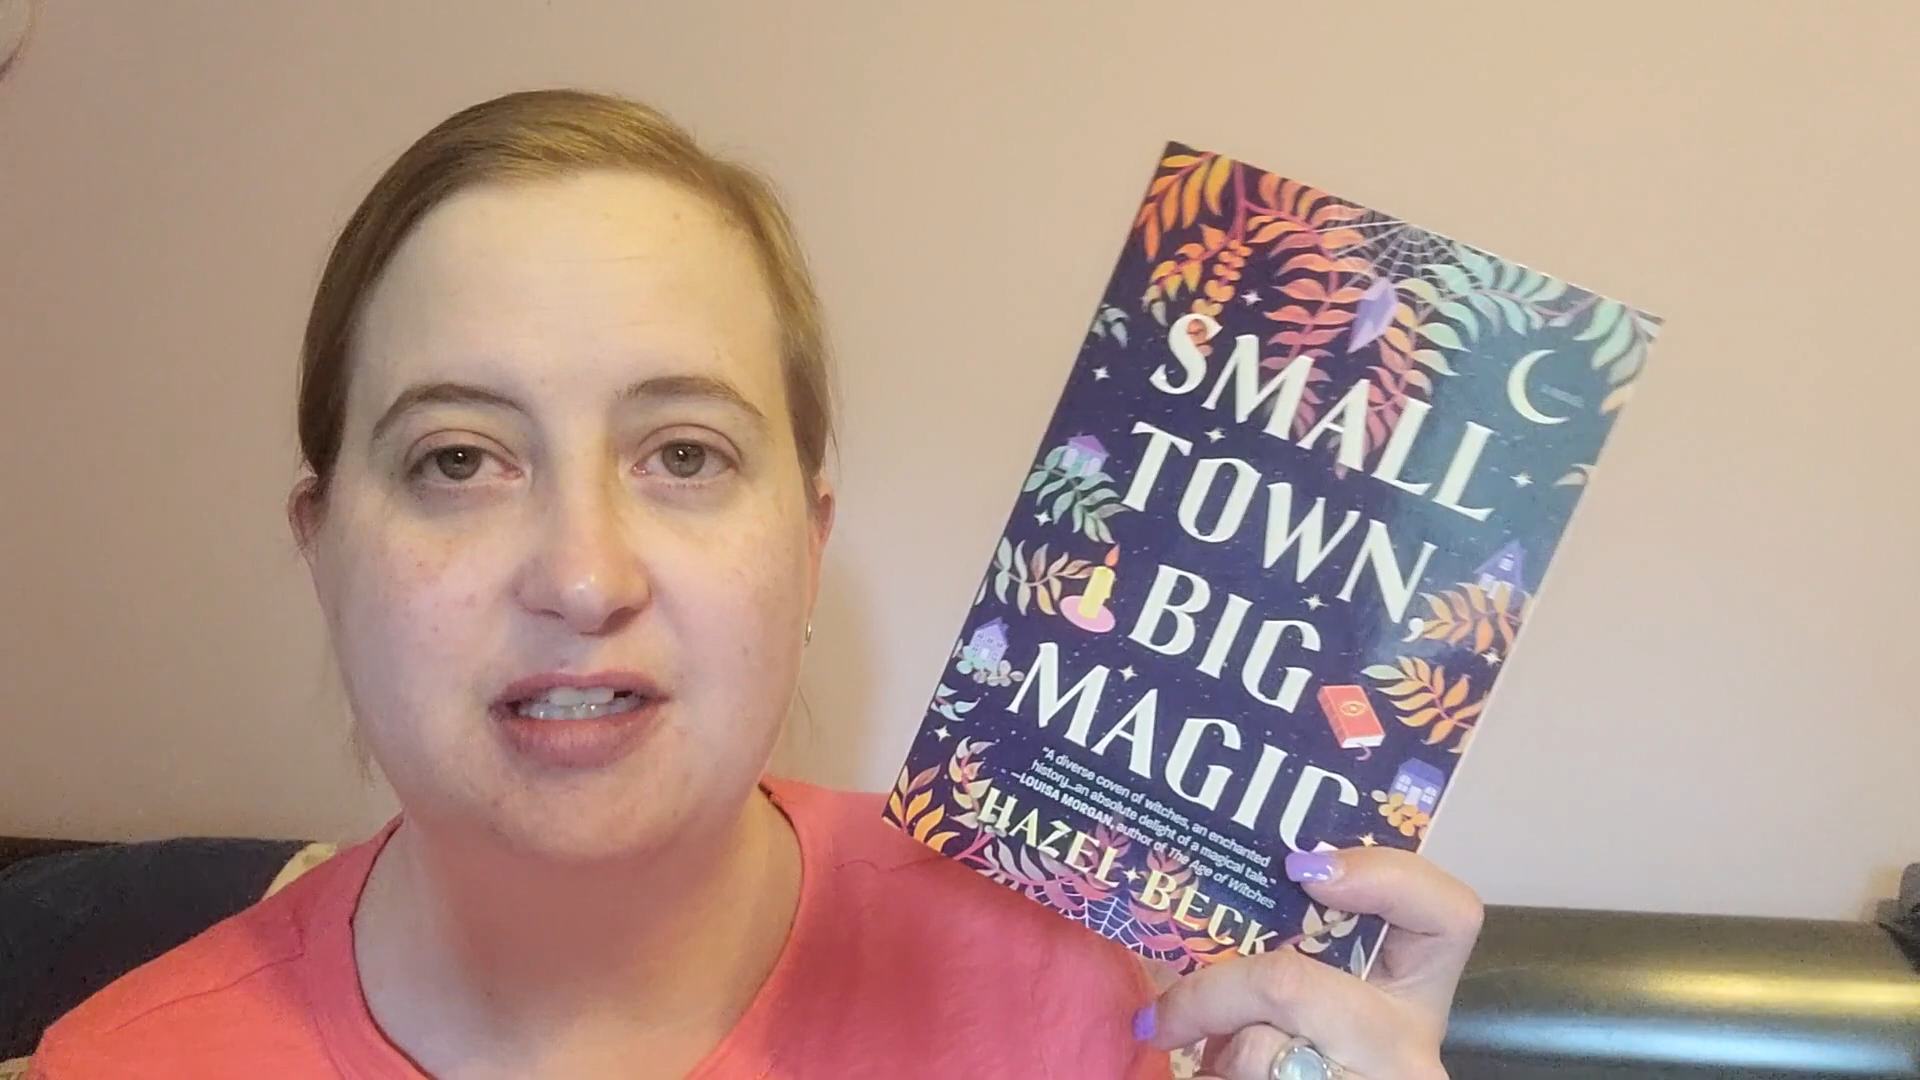 SMALL
TOWN,
BIG
MAGIC
"A diverse coven of witches, an enchanted
history...an absolute delight of a magical tale."
—LOUISA MORGAN, author of The Age of Witches
HAZEL BECK